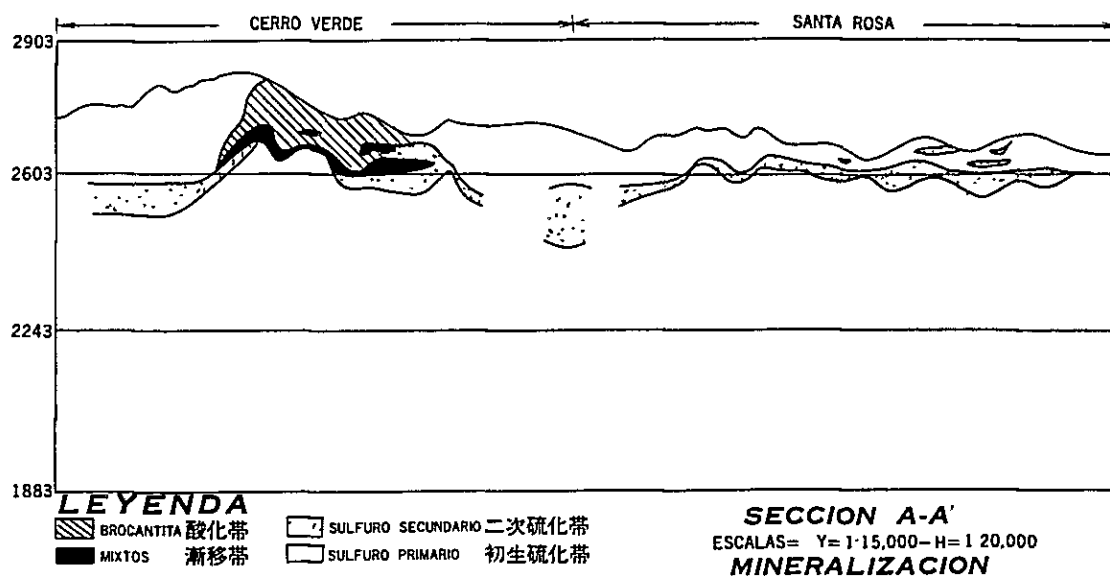 CERRO VERDE SANTA ROSA
2903
2603
2243
1883
LEYENDA
BROCANTITA 酸化帯
MIXTOS 漸移帯
SULFURO SECUNDARIO 二次硫化帯
SULFURO PRIMARIO 初生硫化帯
SECCION A-A'
ESCALAS= Y=1:15,000-H=1 20,000
MINERALIZACION